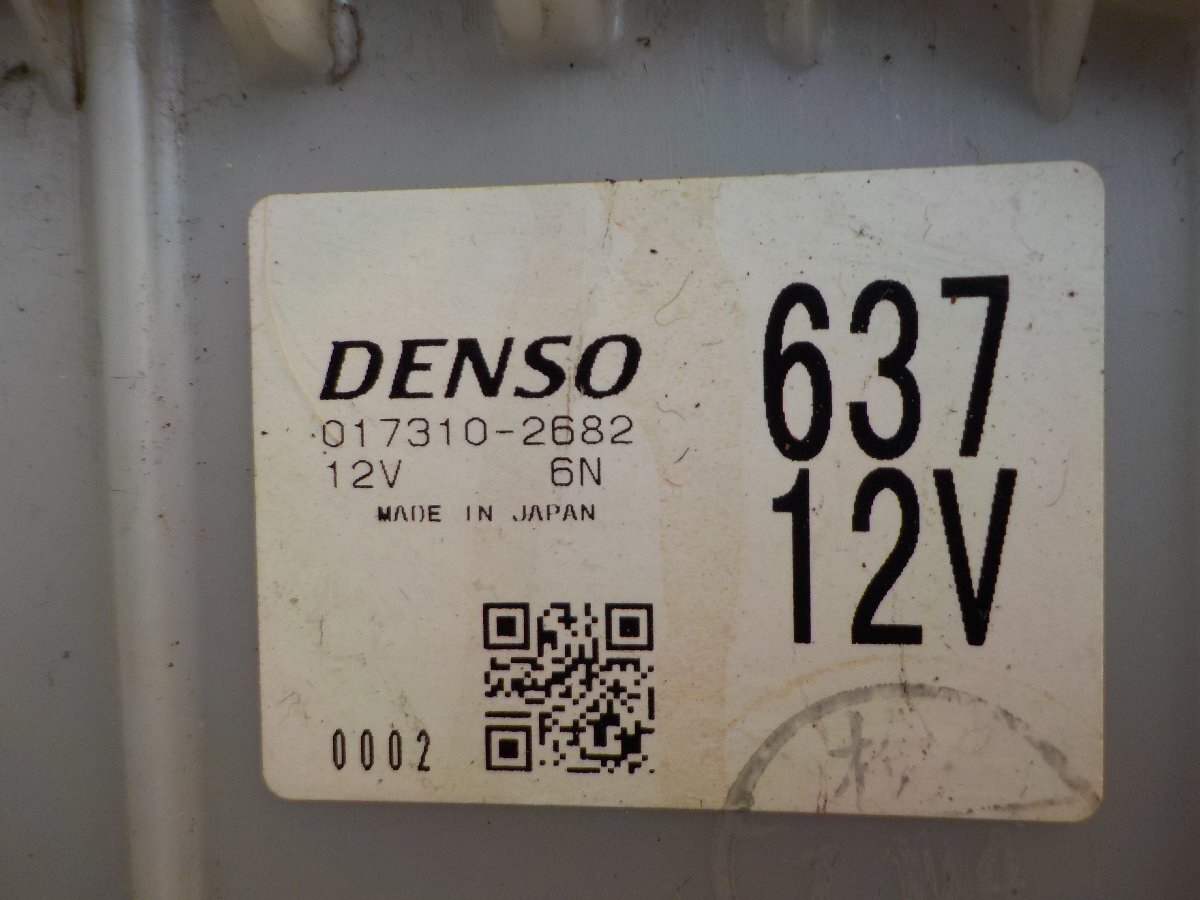 DENSO
017310-2682
12V 6N
MADE IN JAPAN
0002
637
12V